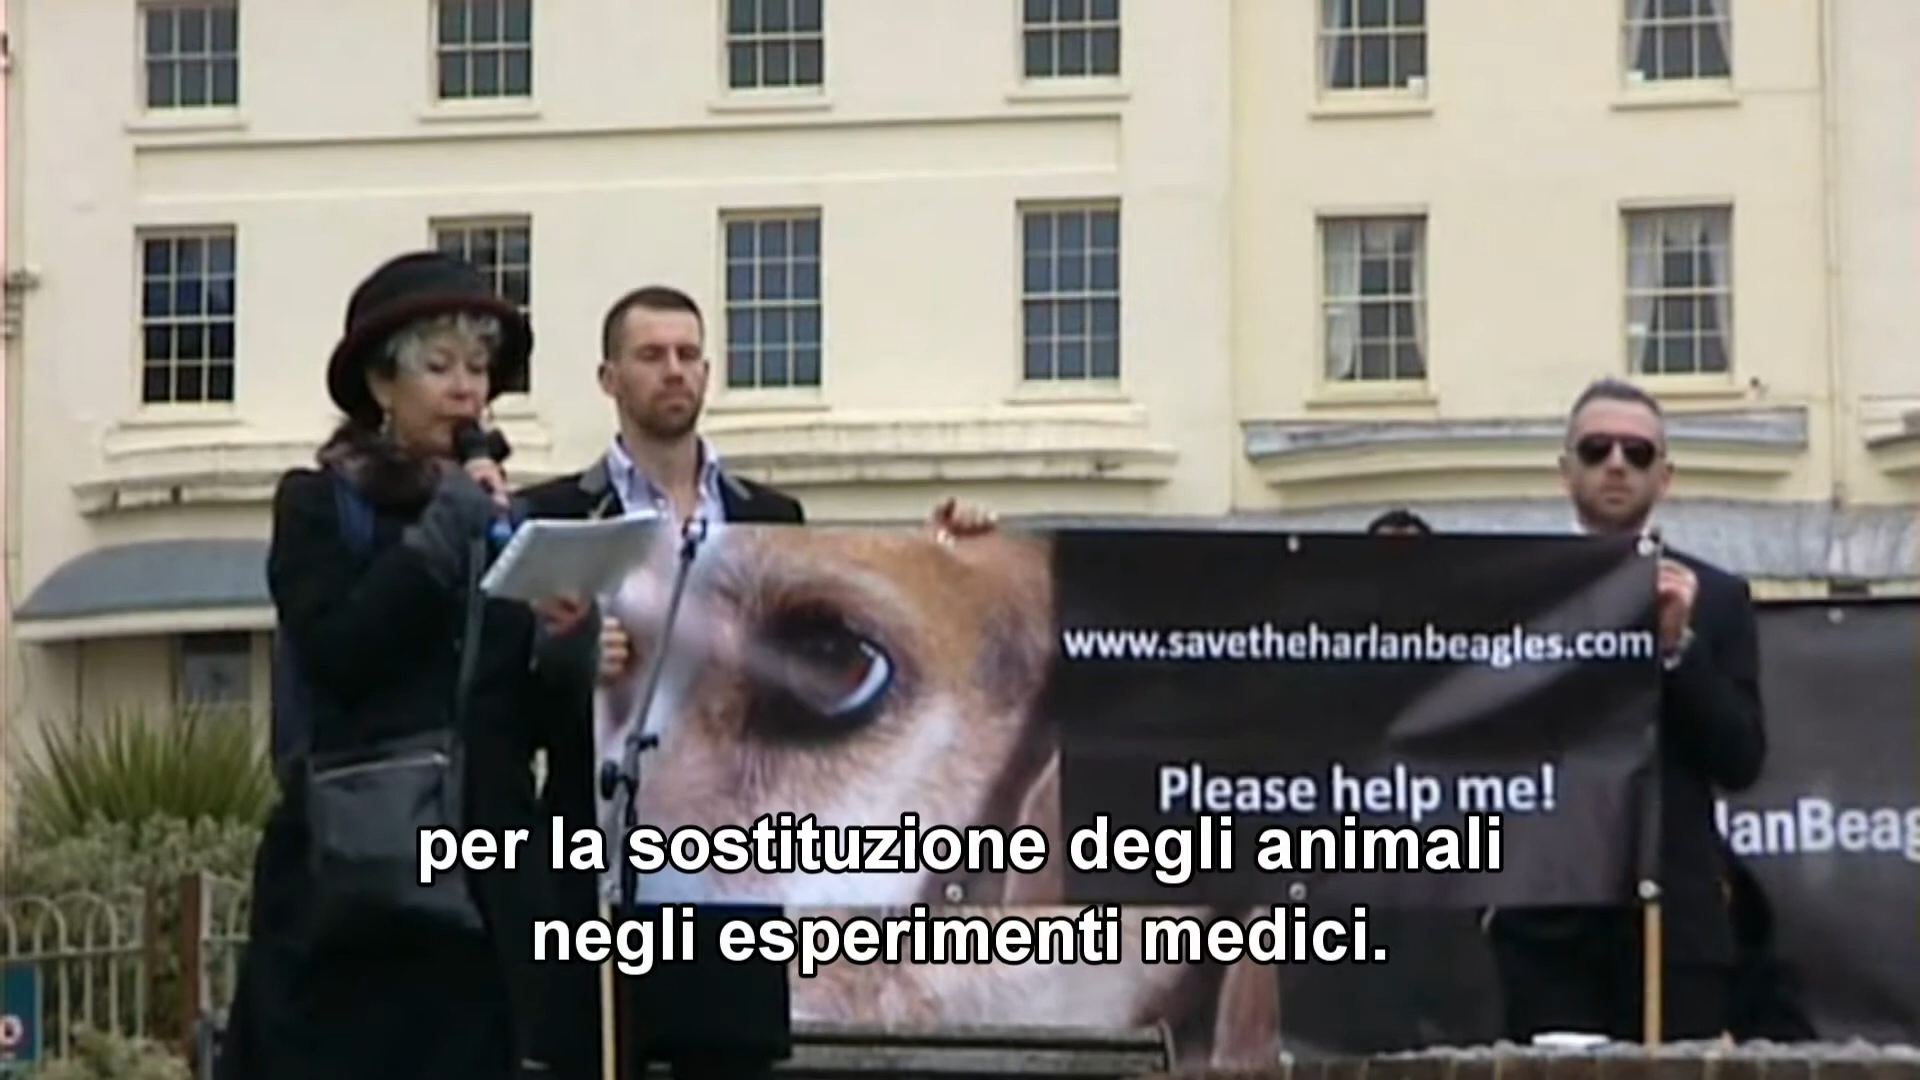 www.savetheharlanbeagles.com
Please help me!
lanBeag
per la sostituzione degli animali
negli esperimenti medici.